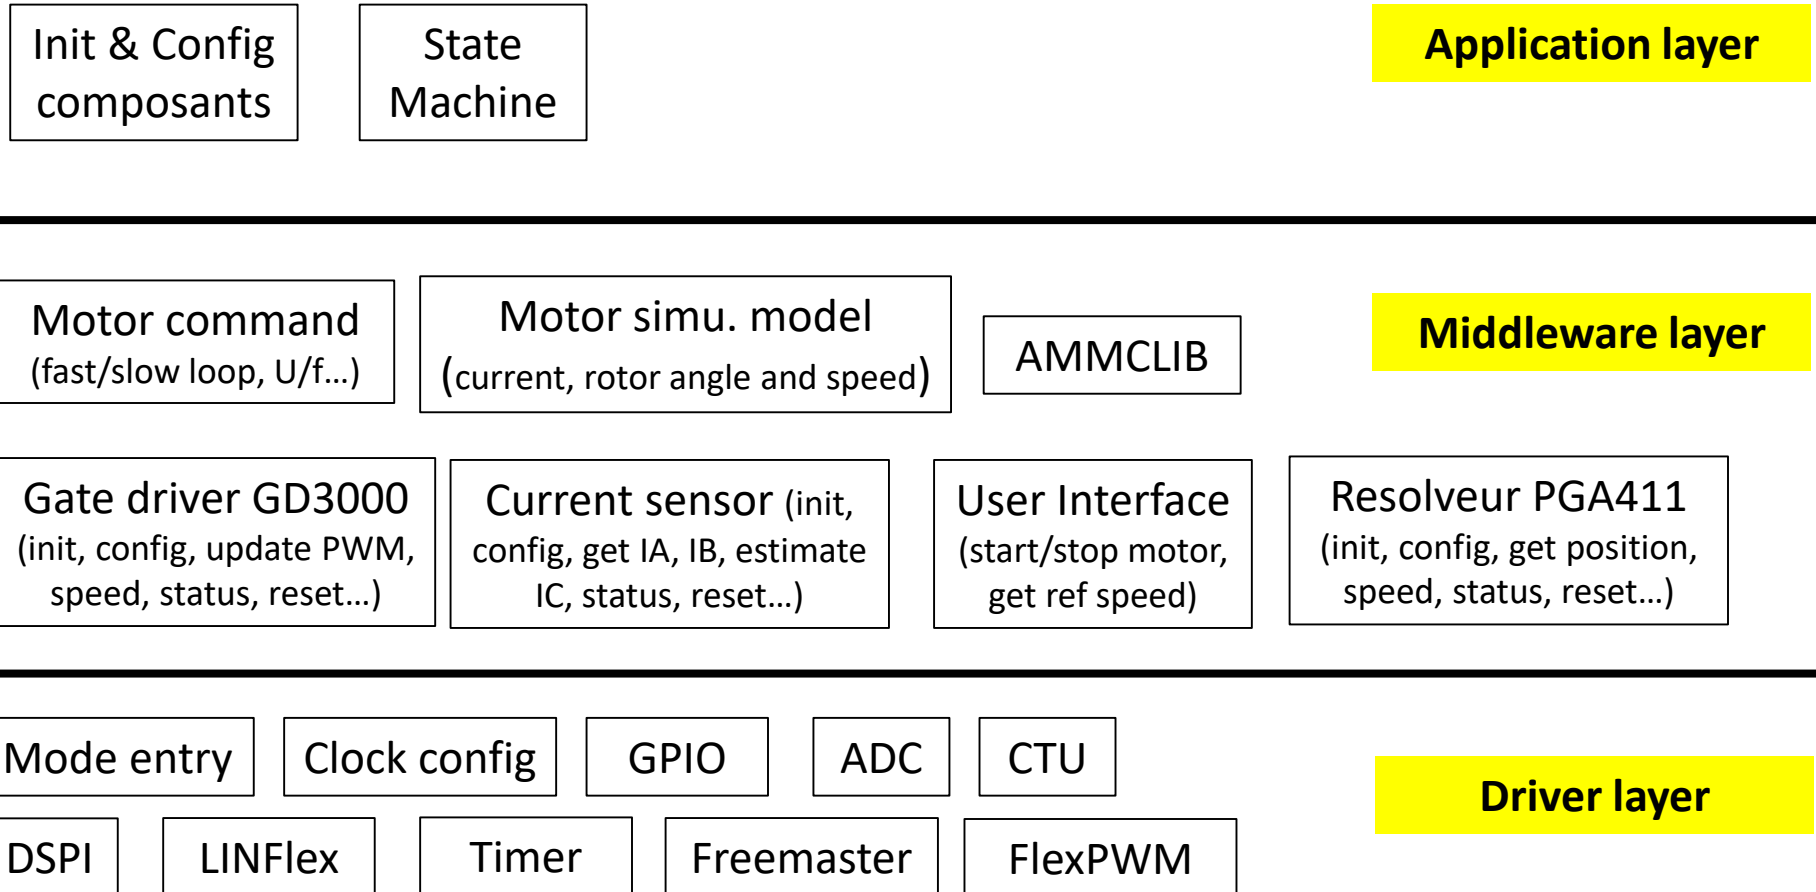 Init & Config
composants
State
Machine
Application layer
Motor command
(fast/slow loop, U/f...)
Motor simu. model
(current, rotor angle and speed)
AMMCLIB
Middleware layer
Gate driver GD3000
(init, config, update PWM,
speed, status, reset...)
Current sensor (init,
config, get IA, IB, estimate
IC, status, reset...)
User Interface
(start/stop motor,
get ref speed)
Resolveur PGA411
(init, config, get position,
speed, status, reset...)
Mode entry
Clock config
GPIO
ADC
CTU
Driver layer
DSPI
LINFlex
Timer
Freemaster
FlexPWM